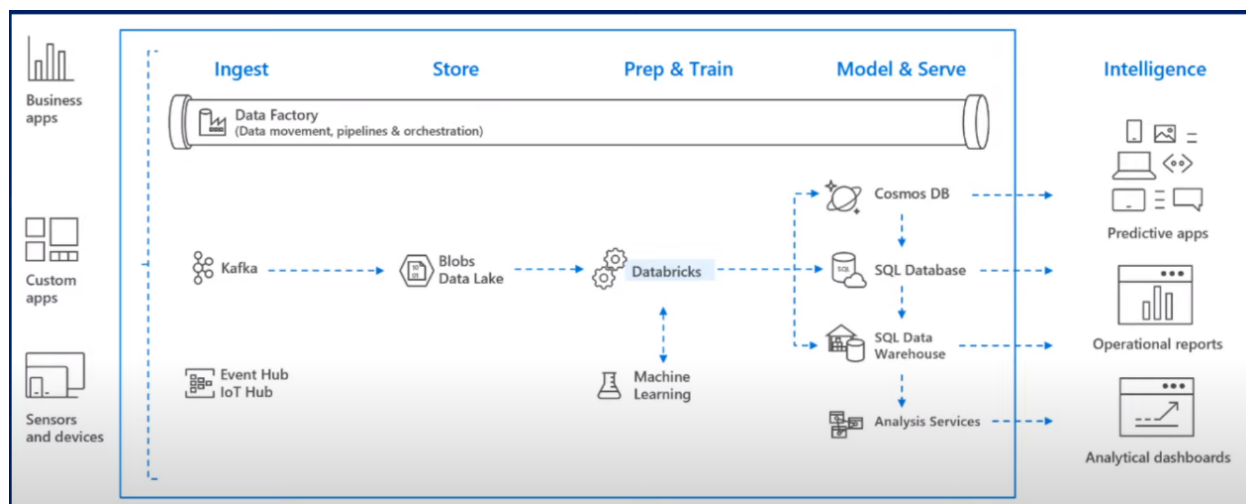 Ingest
Store
Prep & Train
Model & Serve
Intelligence
Business
apps
Custom
apps
Sensors
and devices
Data Factory
(Data movement, pipelines & orchestration)
Kafka
Event Hub
IoT Hub
Blobs
Data Lake
Databricks
Machine
Learning
Cosmos DB
SQL
SQL Database
SQL Data
Warehouse
Analysis Services
Predictive apps
Operational reports
Analytical dashboards